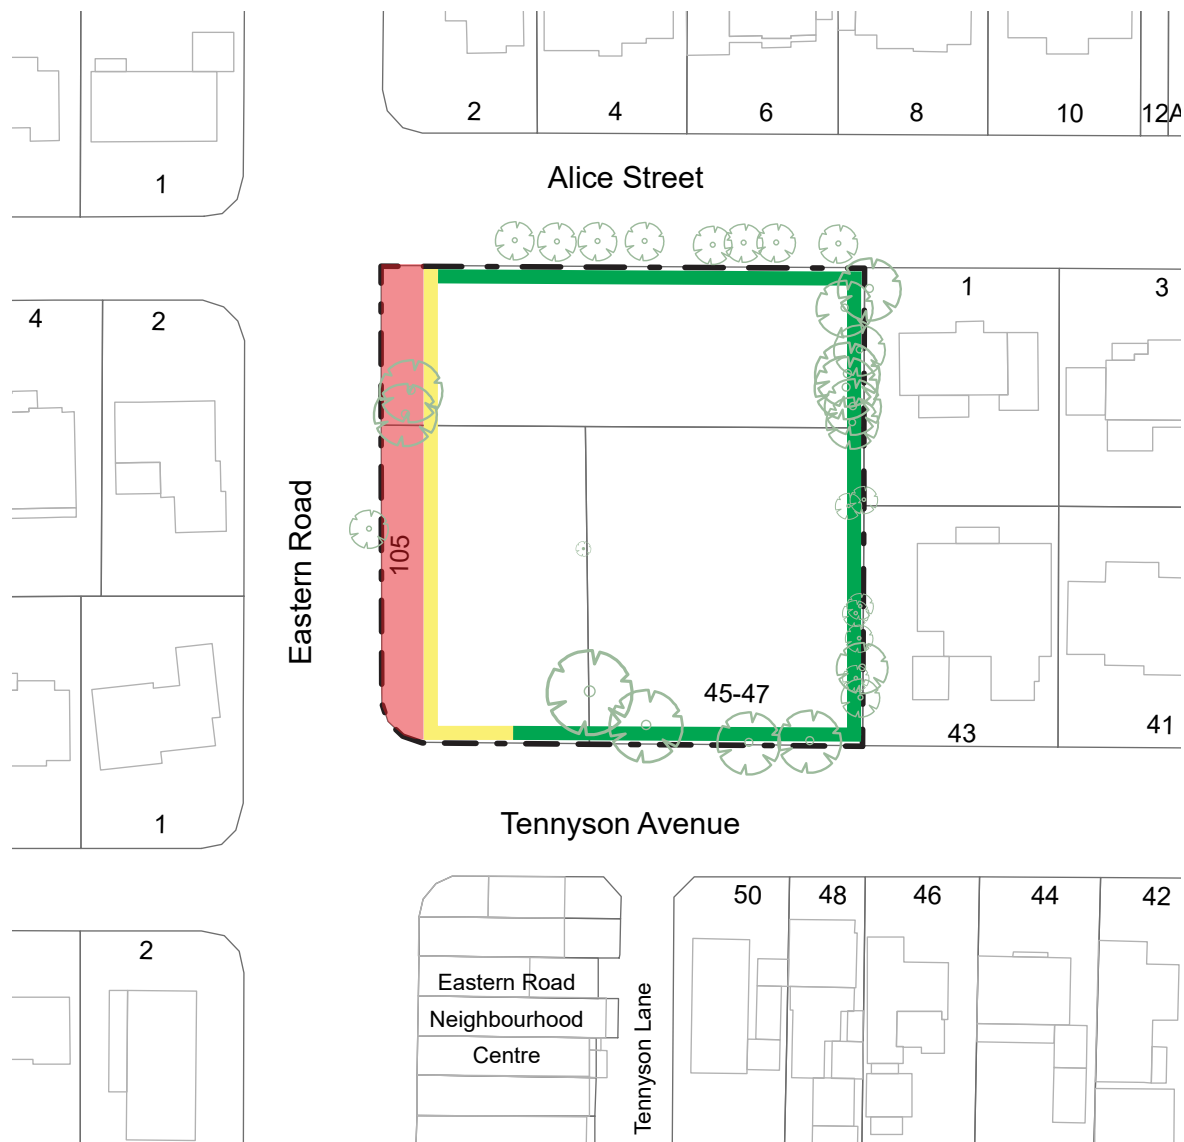 2
4
6
8
10
12A
1
Alice Street
4
2
1
3
Eastern Road
105
45-47
43
41
1
Tennyson Avenue
50
48
46
44
42
2
Eastern Road
Neighbourhood
Centre
Tennyson Lane